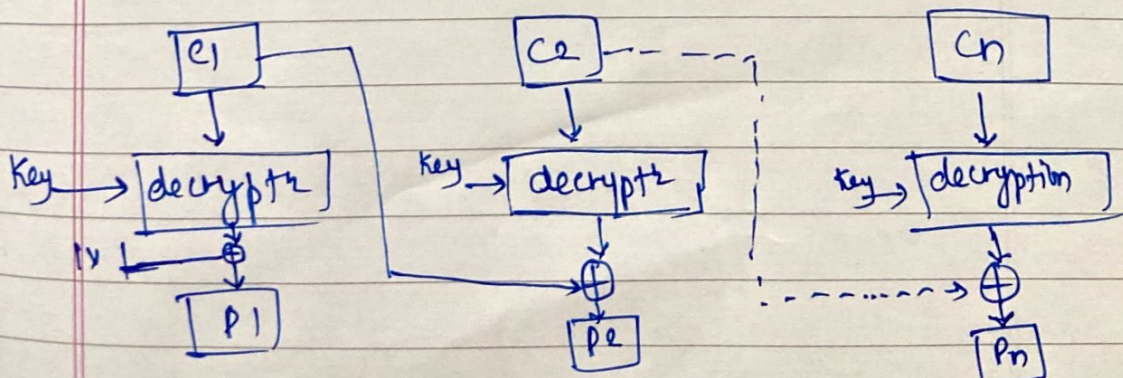 C1 C2 Cn
Key decryptn Key decryptn Key decryption
IV
P1 P2 Pn